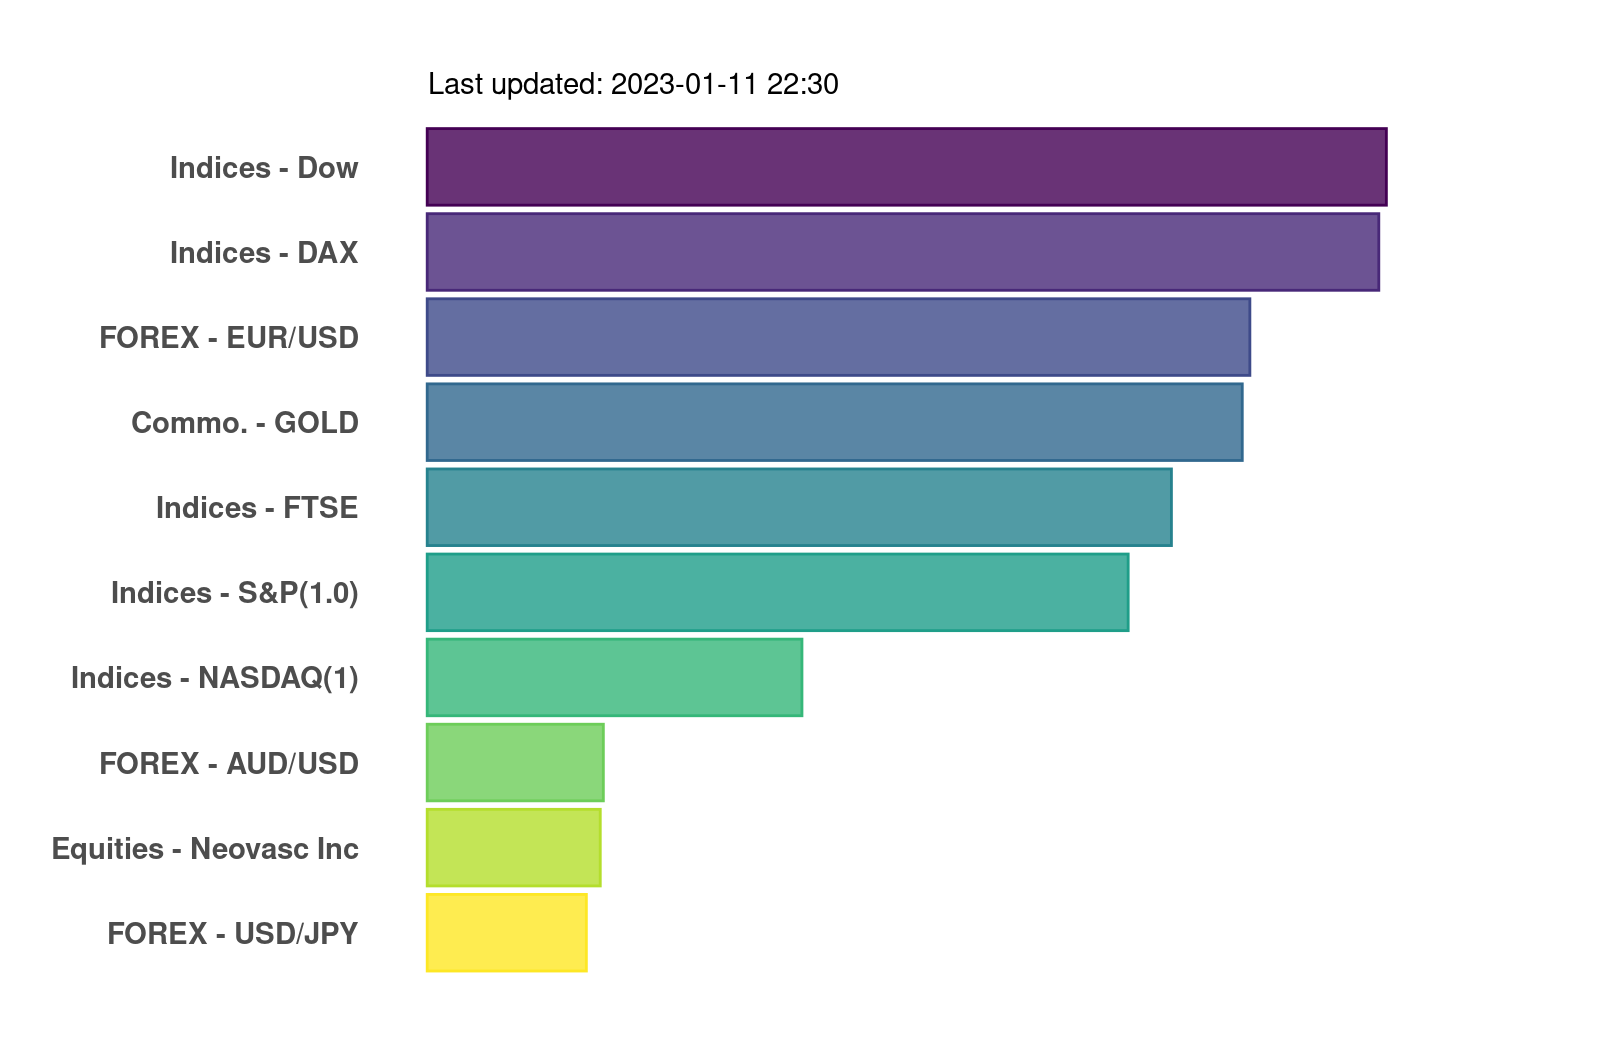 Last updated: 2023-01-11 22:30
Indices - Dow
Indices - DAX
FOREX - EUR/USD
Commo. - GOLD
Indices - FTSE
Indices - S&P(1.0)
Indices - NASDAQ(1)
FOREX - AUD/USD
Equities - Neovasc Inc
FOREX - USD/JPY